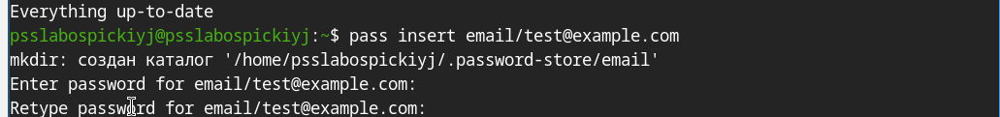 Everything up-to-date
psslabospickiyj@psslabospickiyj:~$ pass insert email/test@example.com
mkdir: создан каталог '/home/psslabospickiyj/.password-store/email'
Enter password for email/test@example.com:
Retype password for email/test@example.com: